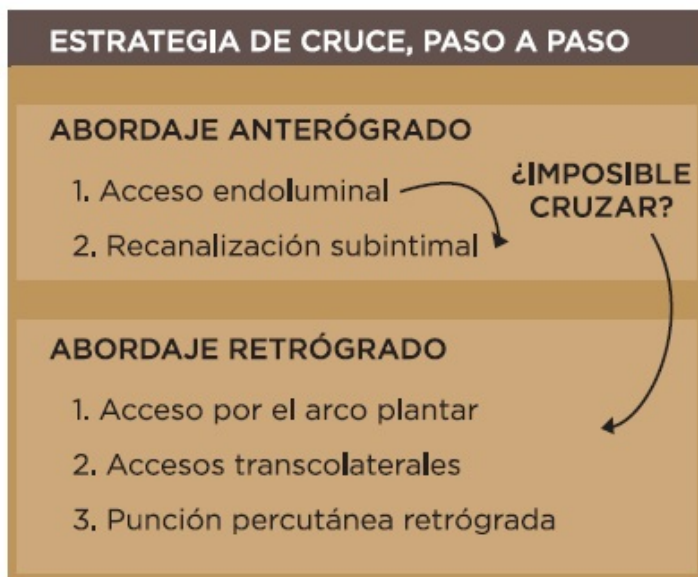 ESTRATEGIA DE CRUCE, PASO A PASO
ABORDAJE ANTERÓGRADO
1. Acceso endoluminal
2. Recanalización subintimal
¿IMPOSIBLE
CRUZAR?
ABORDAJE RETRÓGRADO
1. Acceso por el arco plantar
2. Accesos transcolaterales
3. Punción percutánea retrógrada